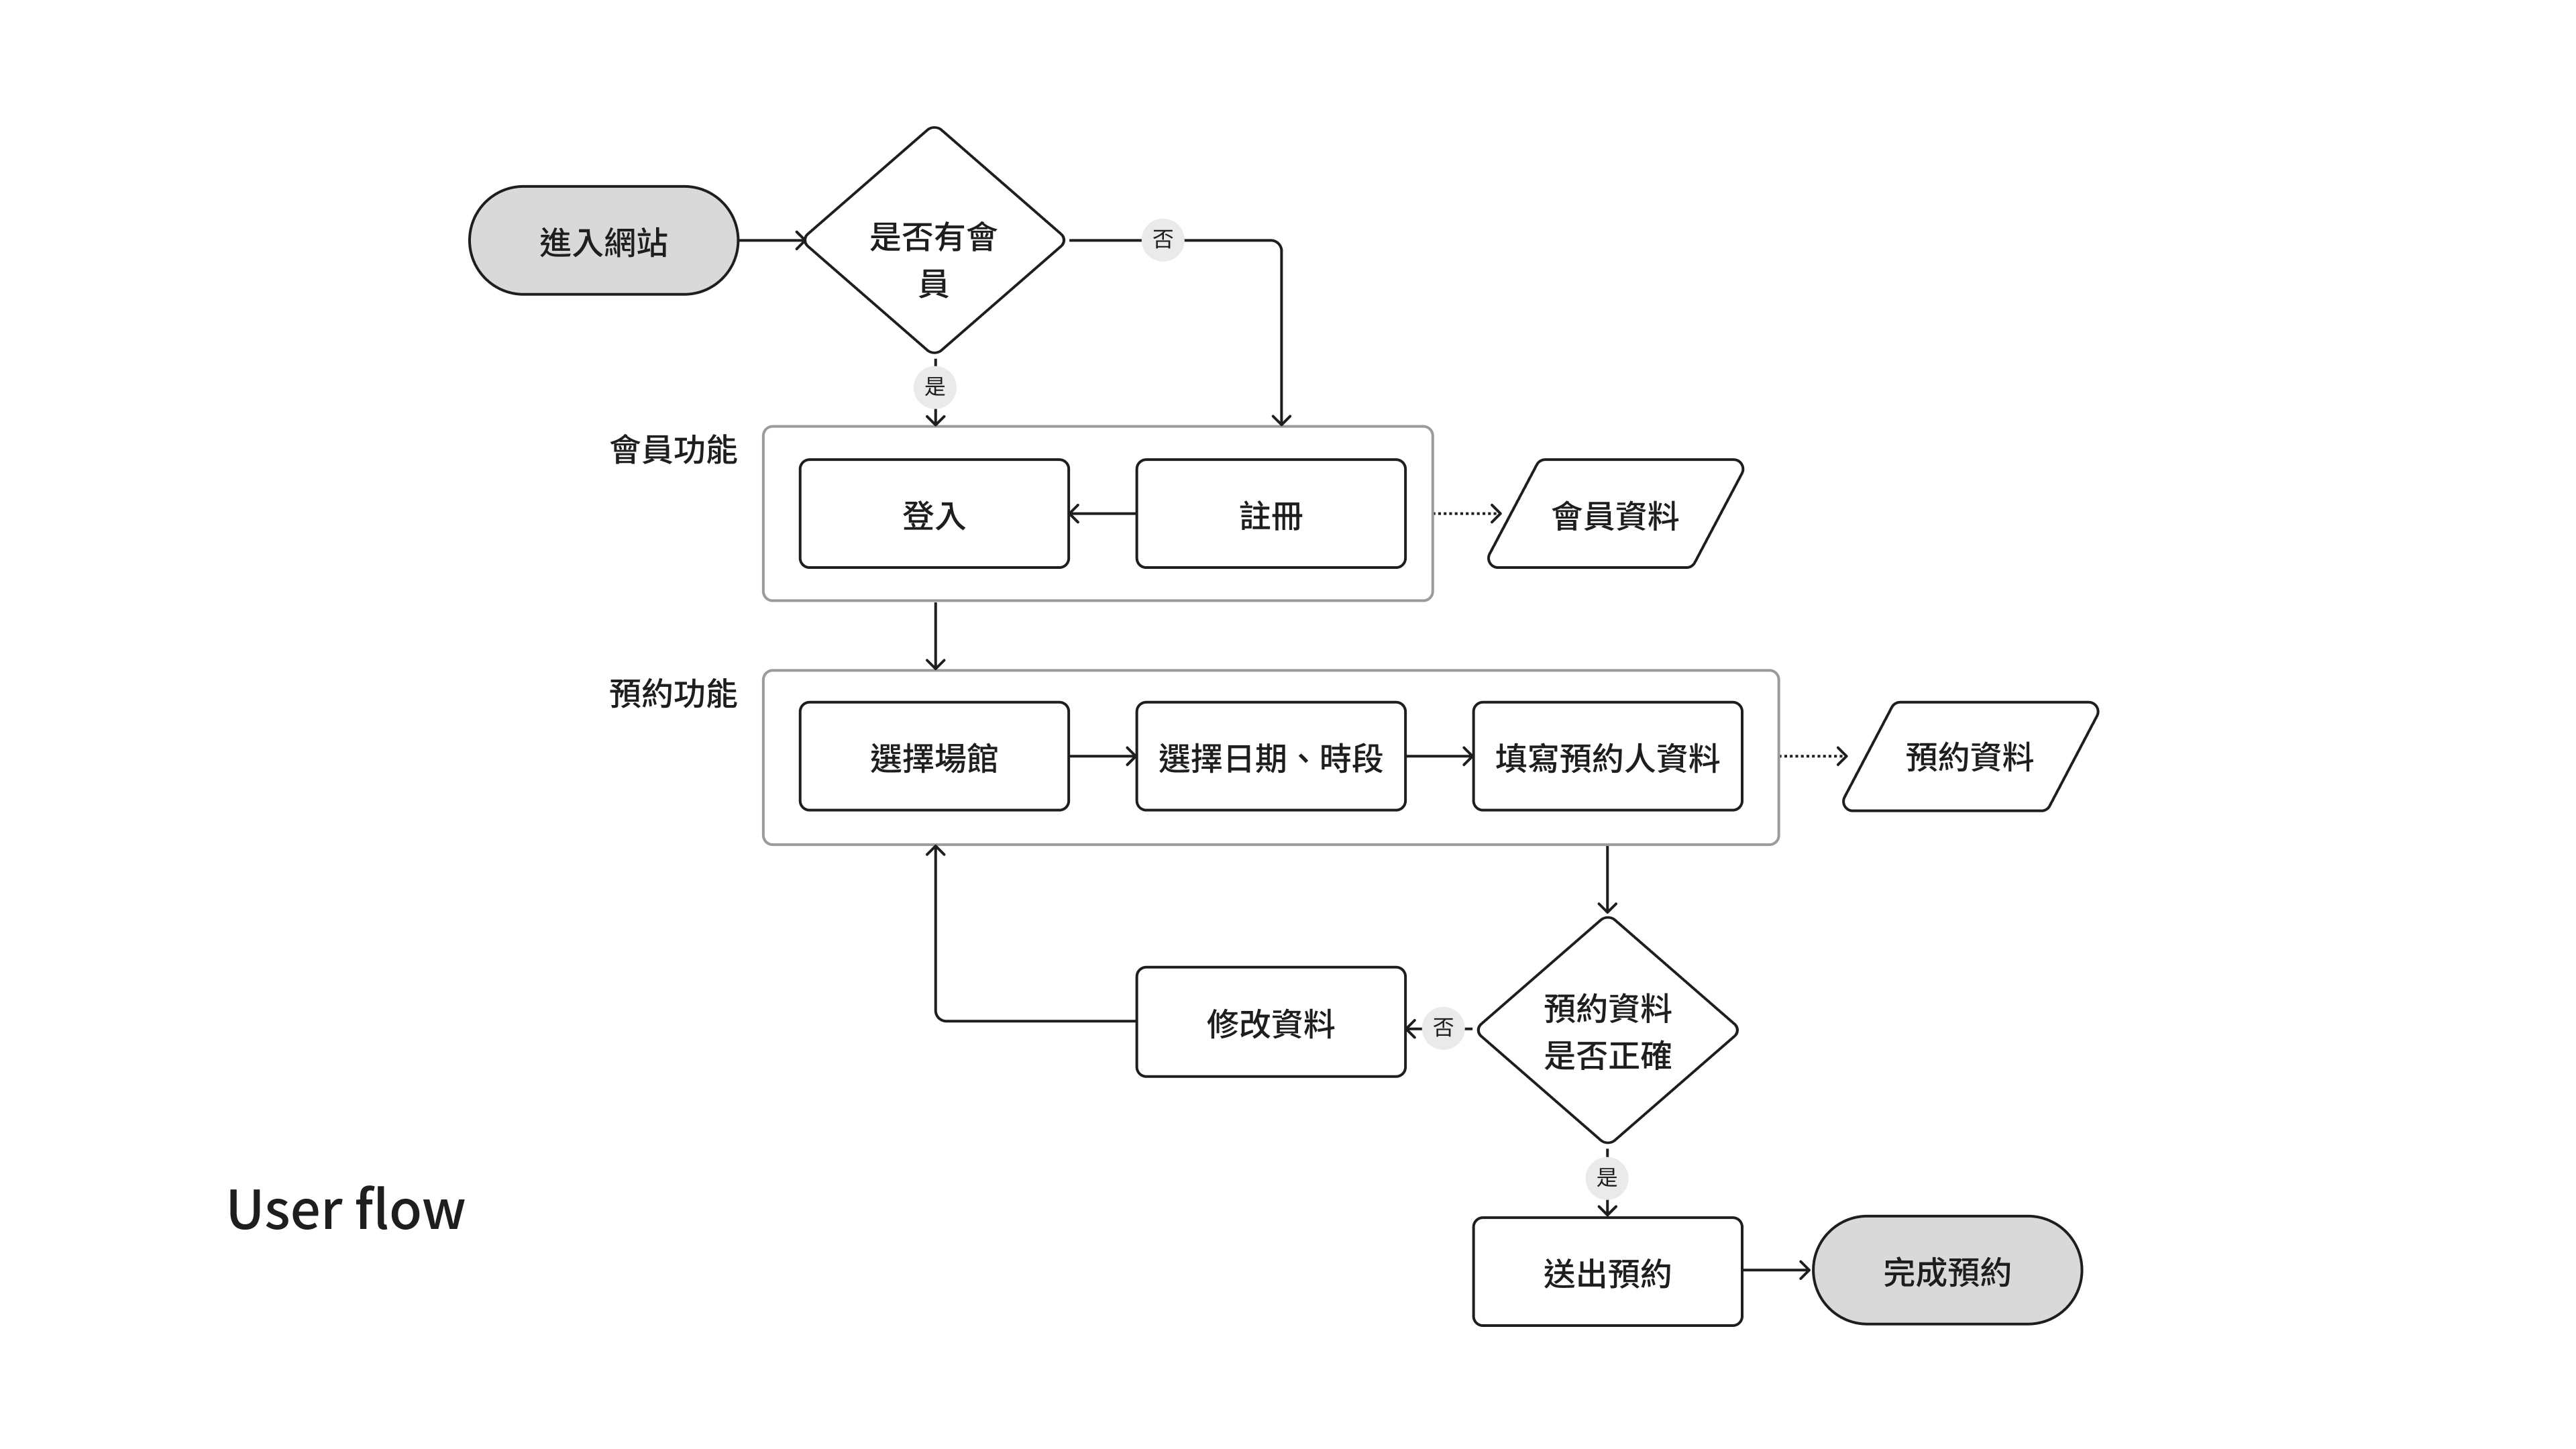 進入網站
是否有會
員
否
是
會員功能
登入
註冊
會員資料
預約功能
選擇場館
選擇日期、時段
填寫預約人資料
預約資料
修改資料
否
預約資料
是否正確
是
User flow
送出預約
完成預約